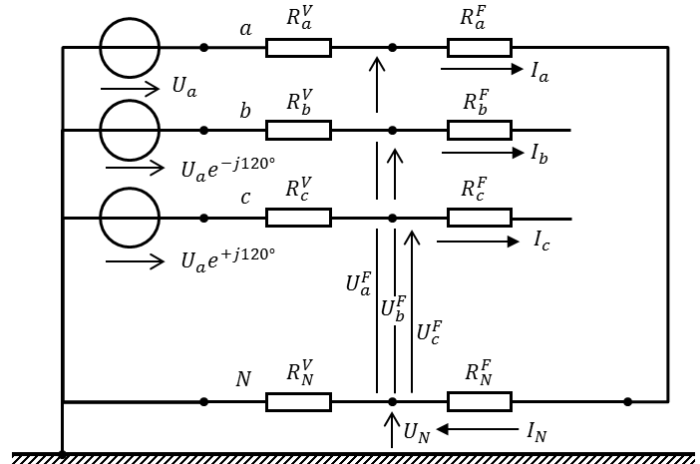 a R_a^V R_a^F
U_a I_a
b R_b^V R_b^F
U_a e^{-j120°} I_b
c R_c^V R_c^F
U_a e^{+j120°} I_c
U_a^F
U_b^F
U_c^F
N R_N^V R_N^F
U_N I_N